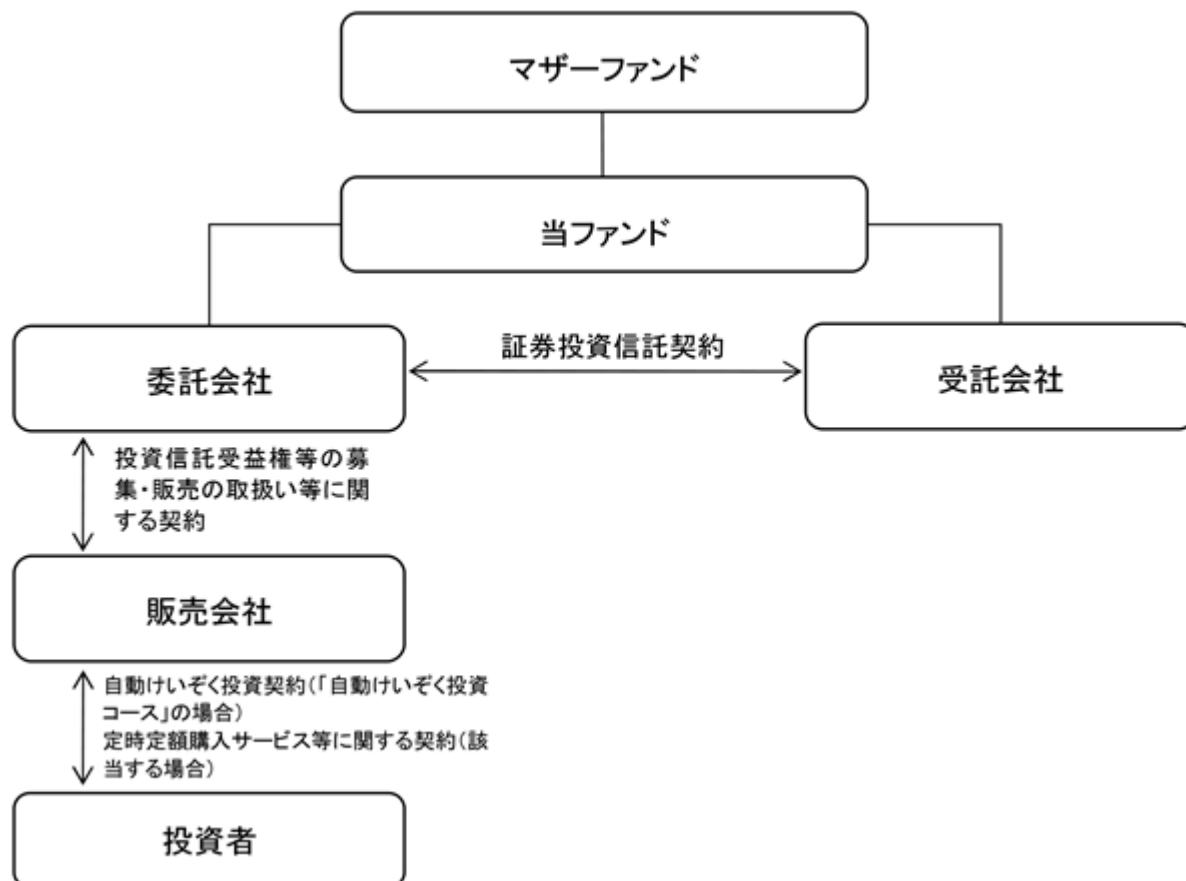 マザーファンド
当ファンド
証券投資信託契約
委託会社
受託会社
投資信託受益権等の募
集・販売の取扱い等に関
する契約
販売会社
自動けいぞく投資契約(「自動けいぞく投資
コース」の場合)
定時定額購入サービス等に関する契約(該
当する場合)
投資者